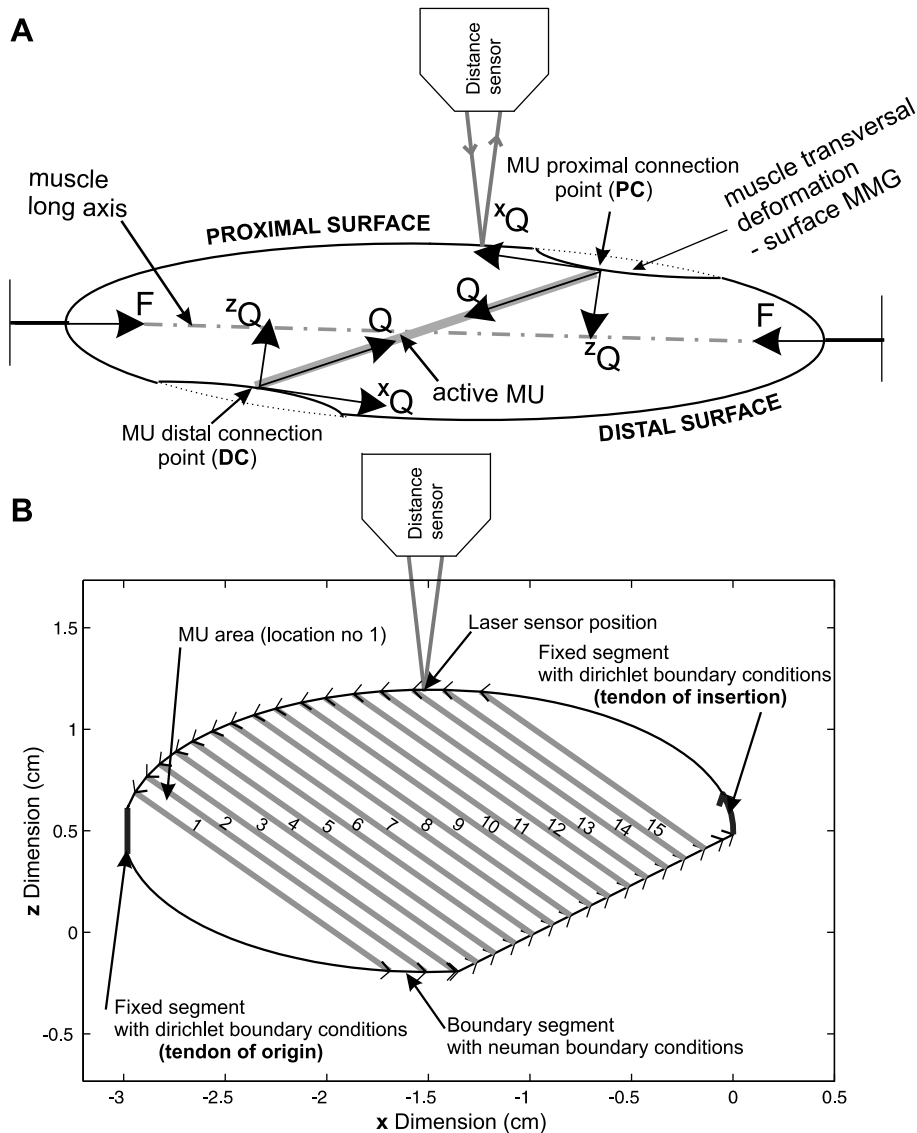 A
Distance
sensor
MU proximal connection
point (PC)
muscle transversal
deformation
- surface MMG
muscle
long axis
PROXIMAL SURFACE
xQ
F
zQ
Q
Q
zQ
F
active MU
xQ
DISTAL SURFACE
MU distal connection
point (DC)
B
Distance
sensor
MU area (location no 1)
Laser sensor position
Fixed segment
with dirichlet boundary conditions
(tendon of insertion)
1.5
1
0.5
0
-0.5
z Dimension (cm)
1
2
3
4
5
6
7
8
9
10
11
12
13
14
15
Fixed segment
with dirichlet boundary conditions
(tendon of origin)
Boundary segment
with neuman boundary conditions
-3
-2.5
-2
-1.5
-1
-0.5
0
0.5
x Dimension (cm)